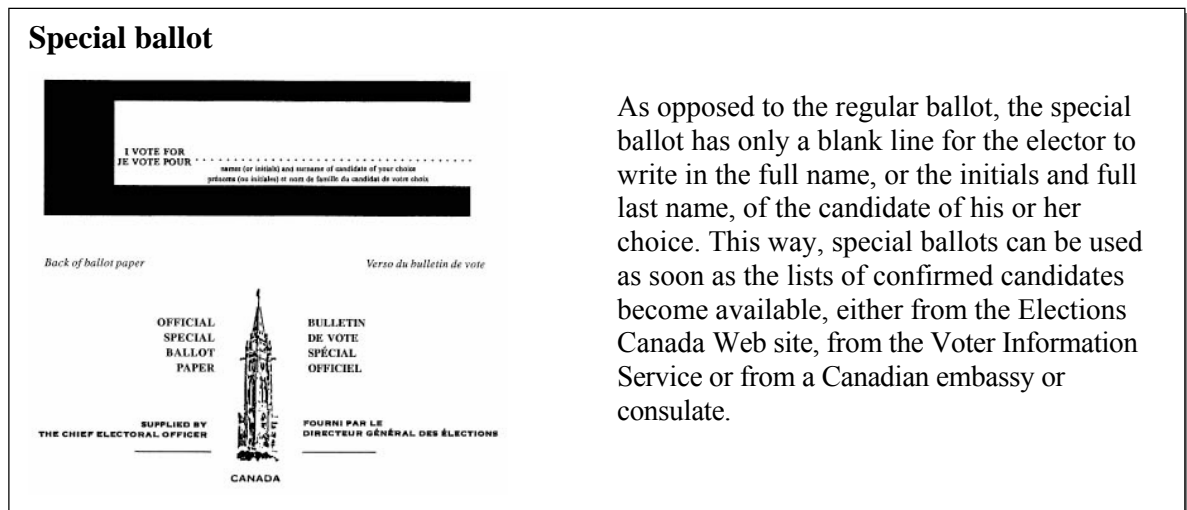 Special ballot
I VOTE FOR
JE VOTE POUR
names (or initials) and surname of candidate of your choice
prénoms (ou initiales) et nom de famille du candidat de votre choix
Back of ballot paper
Verso du bulletin de vote
OFFICIAL
SPECIAL
BALLOT
PAPER
BULLETIN
DE VOTE
SPÉCIAL
OFFICIEL
SUPPLIED BY
THE CHIEF ELECTORAL OFFICER
FOURNI PAR LE
DIRECTEUR GÉNÉRAL DES ÉLECTIONS
CANADA
As opposed to the regular ballot, the special
ballot has only a blank line for the elector to
write in the full name, or the initials and full
last name, of the candidate of his or her
choice. This way, special ballots can be used
as soon as the lists of confirmed candidates
become available, either from the Elections
Canada Web site, from the Voter Information
Service or from a Canadian embassy or
consulate.